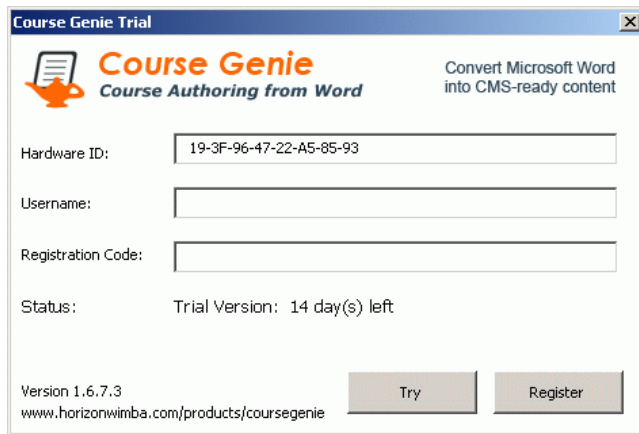 Course Genie Trial
Course Genie
Course Authoring from Word
Convert Microsoft Word
into CMS-ready content
Hardware ID: 19-3F-96-47-22-A5-85-93
Username:
Registration Code:
Status: Trial Version: 14 day(s) left
Version 1.6.7.3
www.horizonwimba.com/products/coursegenie
Try
Register